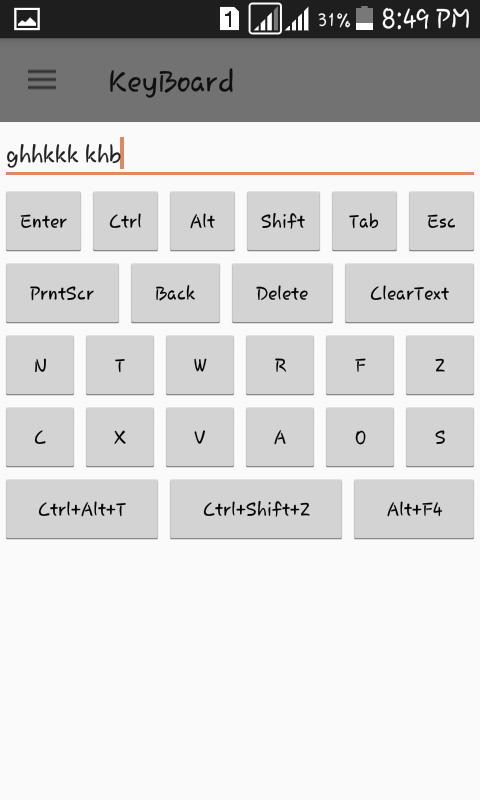 1 31% 8:49 PM
KeyBoard
ghhkkk khb
Enter Ctrl Alt Shift Tab Esc
PrntScr Back Delete ClearText
N T W R F Z
C X V A O S
Ctrl+Alt+T Ctrl+Shift+Z Alt+F4